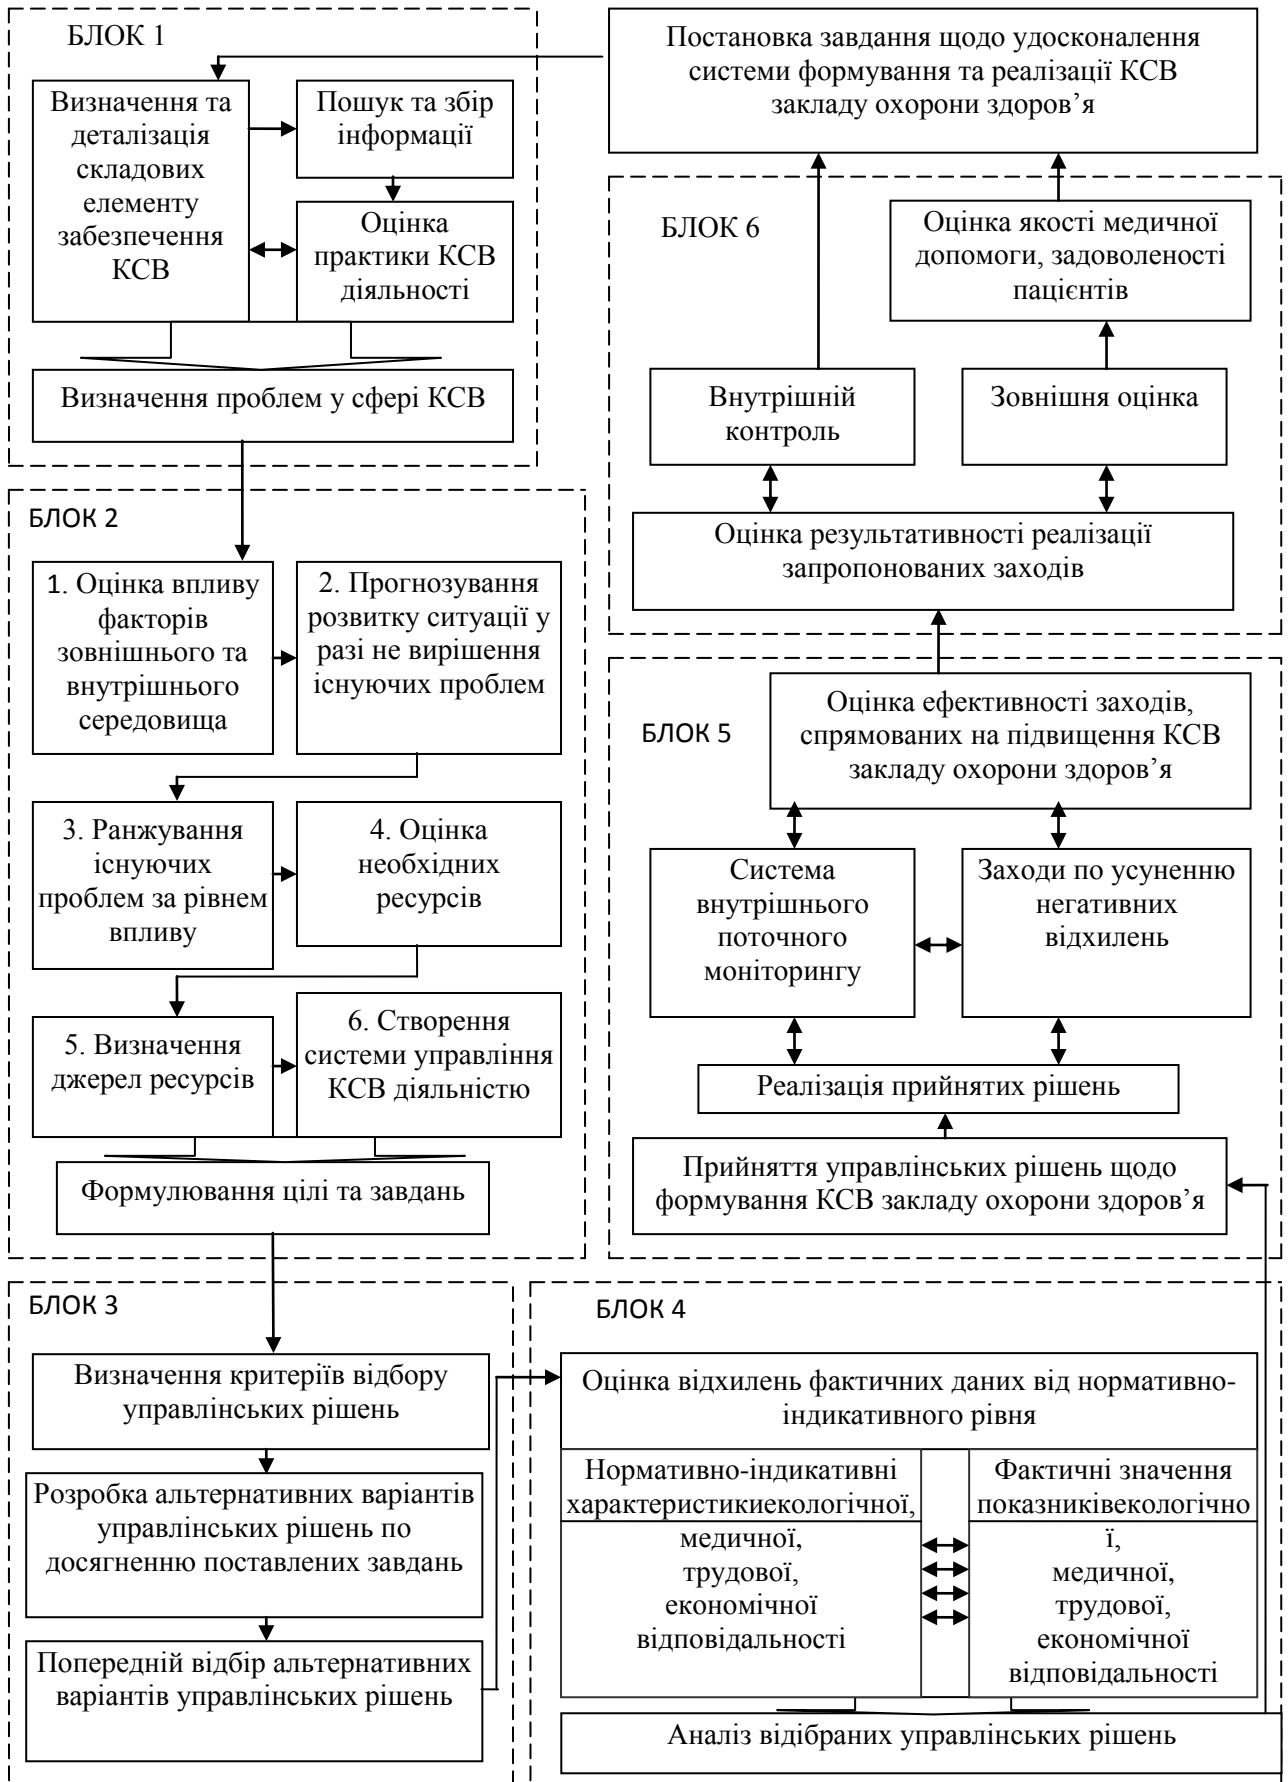 БЛОК 1
Визначення та
деталізація
складових
елементу
забезпечення
КСВ
Пошук та збір
інформації
Оцінка
практики КСВ
діяльності
Визначення проблем у сфері КСВ
Постановка завдання щодо удосконалення
системи формування та реалізації КСВ
закладу охорони здоров’я
БЛОК 6
Оцінка якості медичної
допомоги, задоволеності
пацієнтів
Внутрішній
контроль
Зовнішня оцінка
Оцінка результативності реалізації
запропонованих заходів
БЛОК 2
1. Оцінка впливу
факторів
зовнішнього та
внутрішнього
середовища
2. Прогнозування
розвитку ситуації у
разі не вирішення
існуючих проблем
3. Ранжування
існуючих
проблем за рівнем
впливу
4. Оцінка
необхідних
ресурсів
5. Визначення
джерел ресурсів
6. Створення
системи управління
КСВ діяльністю
Формулювання цілі та завдань
БЛОК 5
Оцінка ефективності заходів,
спрямованих на підвищення КСВ
закладу охорони здоров’я
Система
внутрішнього
поточного
моніторингу
Заходи по усуненню
негативних
відхилень
Реалізація прийнятих рішень
Прийняття управлінських рішень щодо
формування КСВ закладу охорони здоров’я
БЛОК 3
Визначення критеріїв відбору
управлінських рішень
Розробка альтернативних варіантів
управлінських рішень по
досягненню поставлених завдань
Попередній відбір альтернативних
варіантів управлінських рішень
БЛОК 4
Оцінка відхилень фактичних даних від нормативно-
індикативного рівня
Нормативно-індикативні
характеристикиекологічної,
медичної,
трудової,
економічної
відповідальності
Фактичні значення
показниківекологічно
ї,
медичної,
трудової,
економічної
відповідальності
Аналіз відібраних управлінських рішень